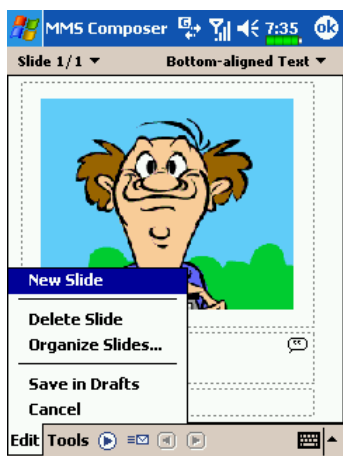 MMS Composer 7:35 ok
Slide 1/1 Bottom-aligned Text
New Slide
Delete Slide
Organize Slides...
Save in Drafts
Cancel
Edit Tools